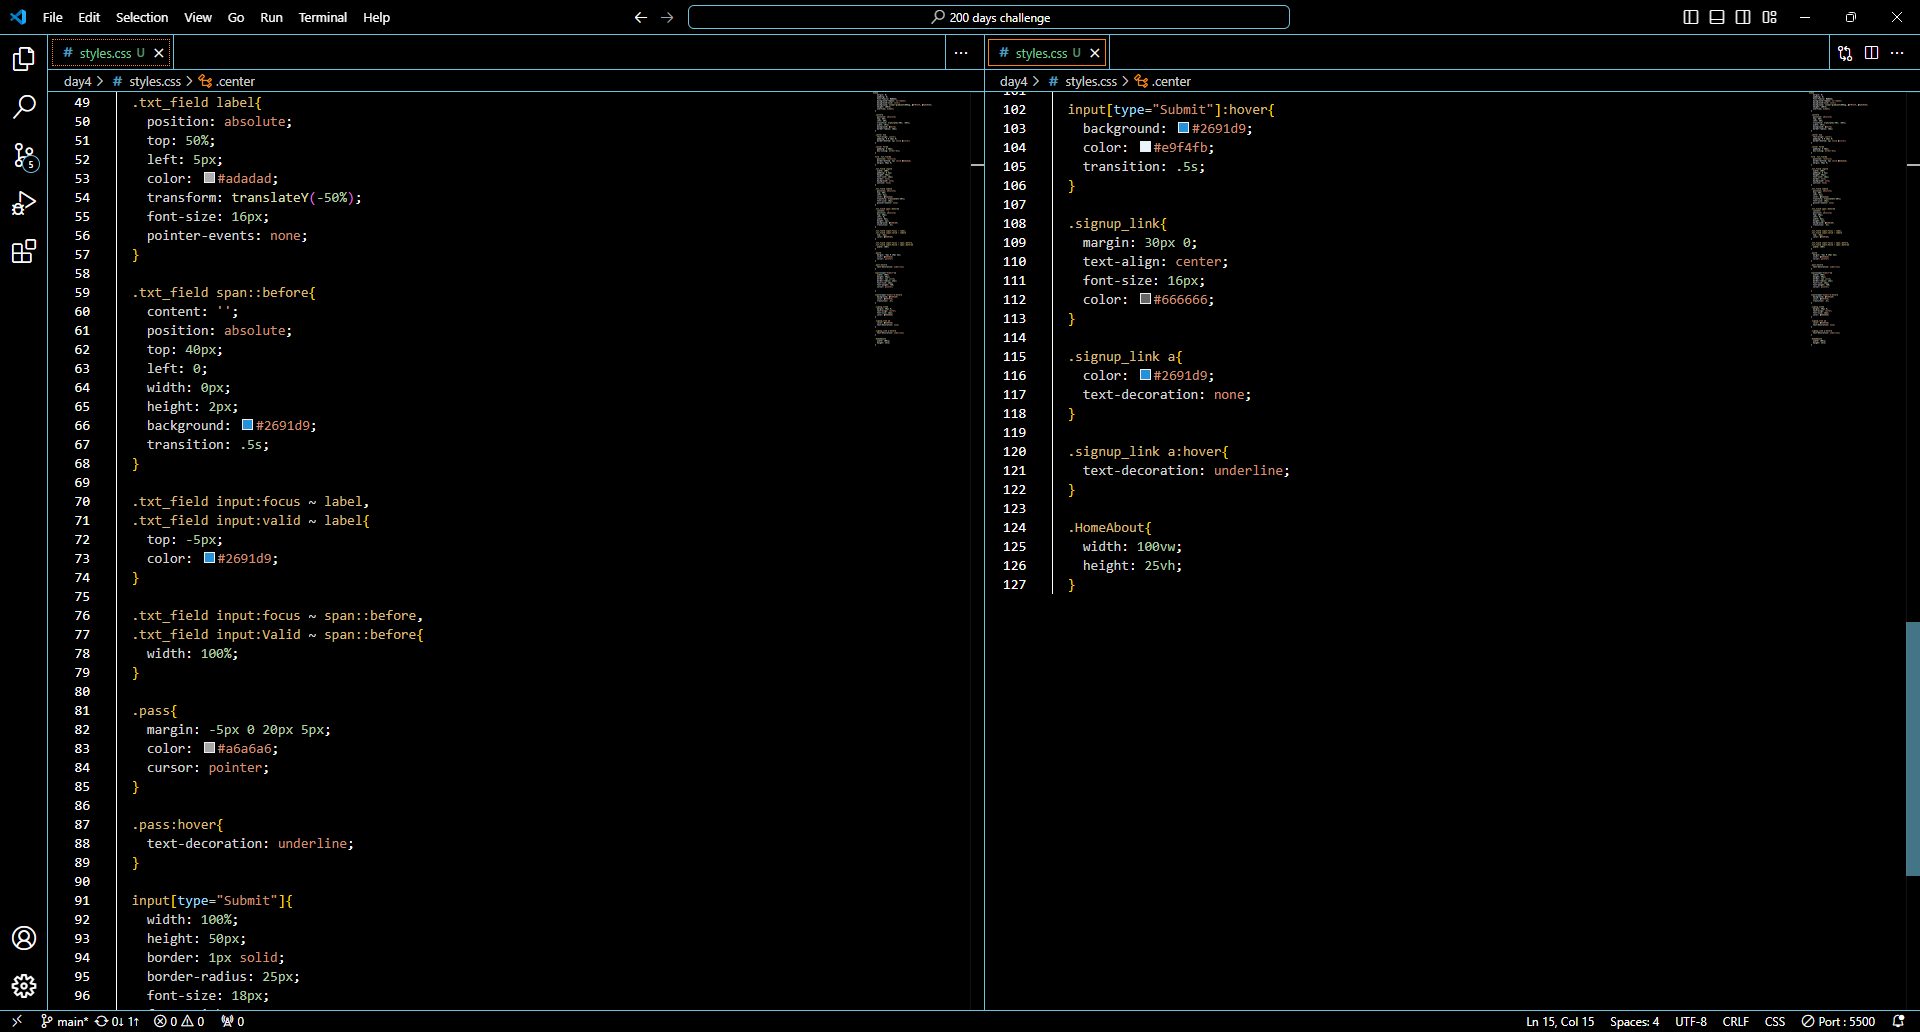 File Edit Selection View Go Run Terminal Help
200 days challenge
# styles.css U
day4 > # styles.css > .center
49 .txt_field label{
50 position: absolute;
51 top: 50%;
52 left: 5px;
53 color: #adadad;
54 transform: translateY(-50%);
55 font-size: 16px;
56 pointer-events: none;
57 }
58
59 .txt_field span::before{
60 content: '';
61 position: absolute;
62 top: 40px;
63 left: 0;
64 width: 0px;
65 height: 2px;
66 background: #2691d9;
67 transition: .5s;
68 }
69
70 .txt_field input:focus ~ label,
71 .txt_field input:valid ~ label{
72 top: -5px;
73 color: #2691d9;
74 }
75
76 .txt_field input:focus ~ span::before,
77 .txt_field input:Valid ~ span::before{
78 width: 100%;
79 }
80
81 .pass{
82 margin: -5px 0 20px 5px;
83 color: #a6a6a6;
84 cursor: pointer;
85 }
86
87 .pass:hover{
88 text-decoration: underline;
89 }
90
91 input[type="Submit"]{
92 width: 100%;
93 height: 50px;
94 border: 1px solid;
95 border-radius: 25px;
96 font-size: 18px;
# styles.css U
day4 > # styles.css > .center
102 input[type="Submit"]:hover{
103 background: #2691d9;
104 color: #e9f4fb;
105 transition: .5s;
106 }
107
108 .signup_link{
109 margin: 30px 0;
110 text-align: center;
111 font-size: 16px;
112 color: #666666;
113 }
114
115 .signup_link a{
116 color: #2691d9;
117 text-decoration: none;
118 }
119
120 .signup_link a:hover{
121 text-decoration: underline;
122 }
123
124 .HomeAbout{
125 width: 100vw;
126 height: 25vh;
127 }
5
main* 0↓ 1↑ 0 0 0
Ln 15, Col 15 Spaces: 4 UTF-8 CRLF CSS Port : 5500